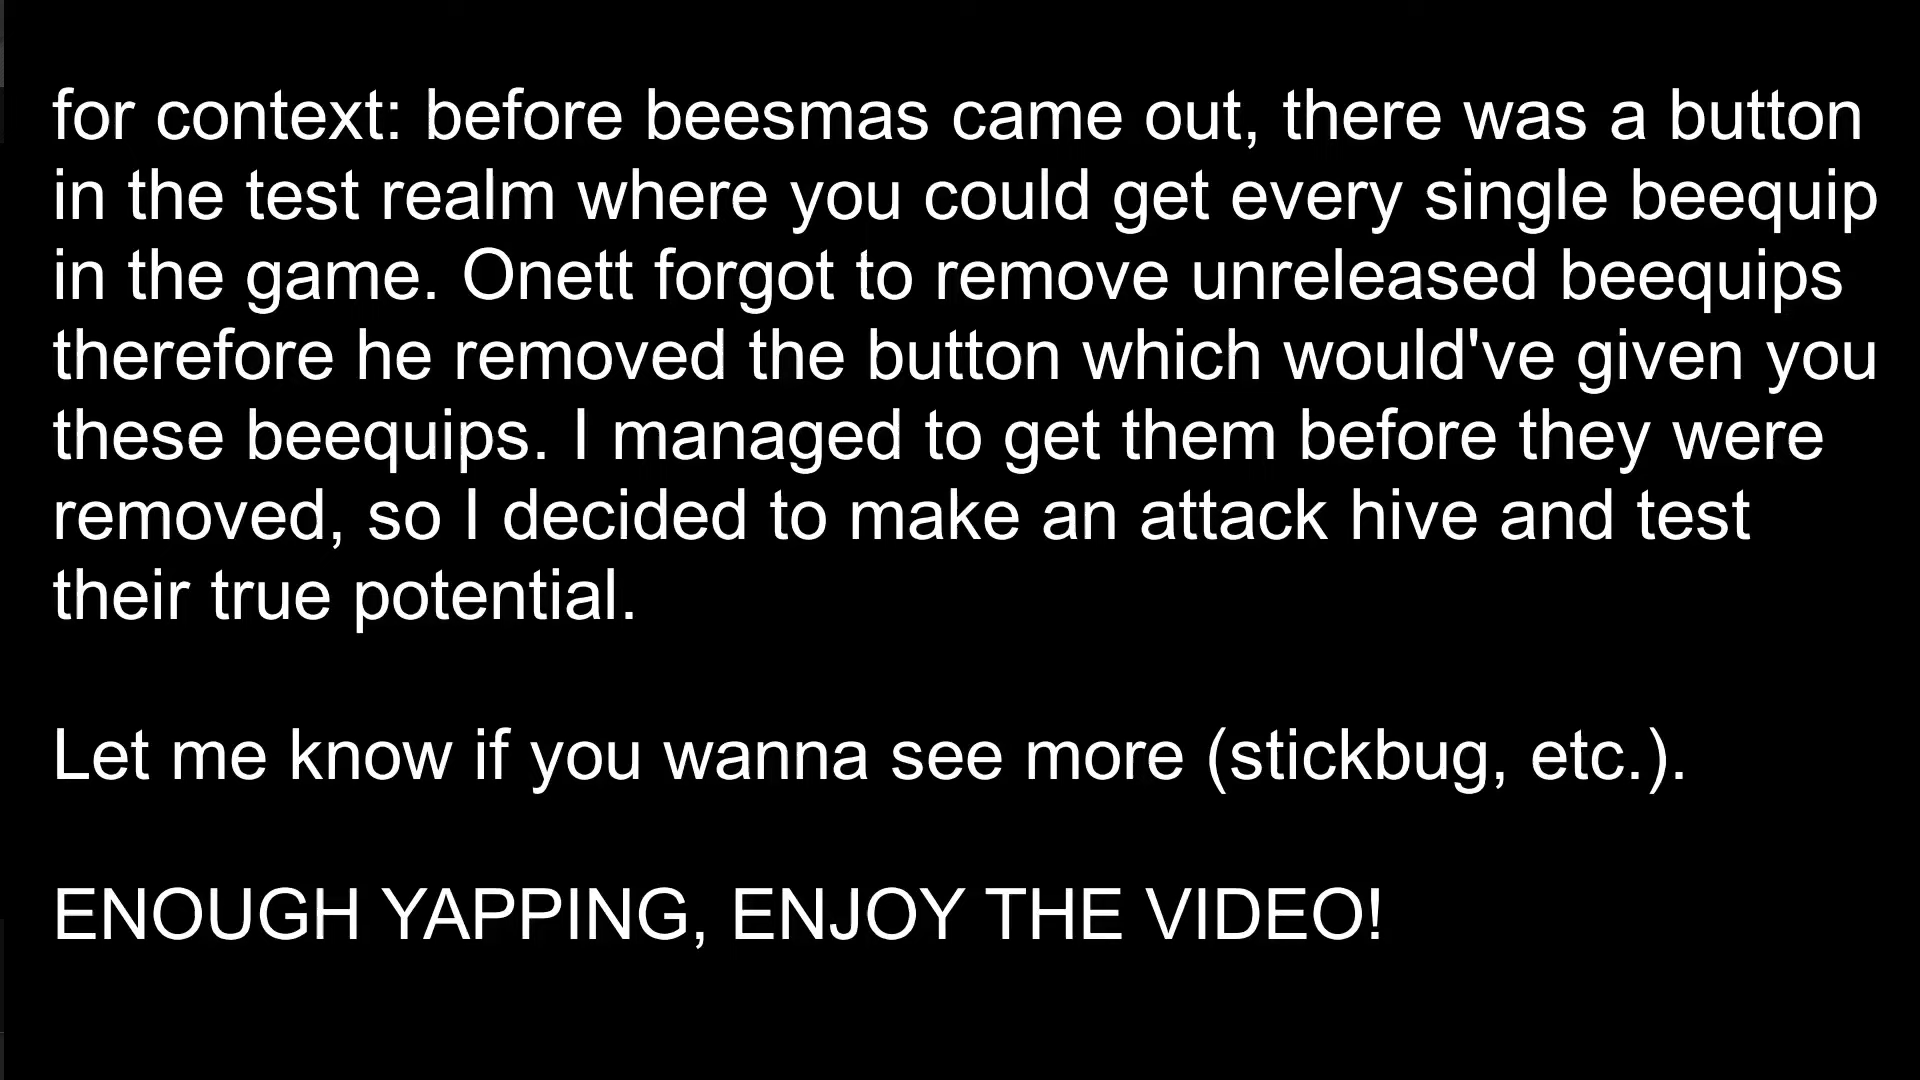 for context: before beesmas came out, there was a button
in the test realm where you could get every single beequip
in the game. Onett forgot to remove unreleased beequips
therefore he removed the button which would've given you
these beequips. I managed to get them before they were
removed, so I decided to make an attack hive and test
their true potential.
Let me know if you wanna see more (stickbug, etc.).
ENOUGH YAPPING, ENJOY THE VIDEO!